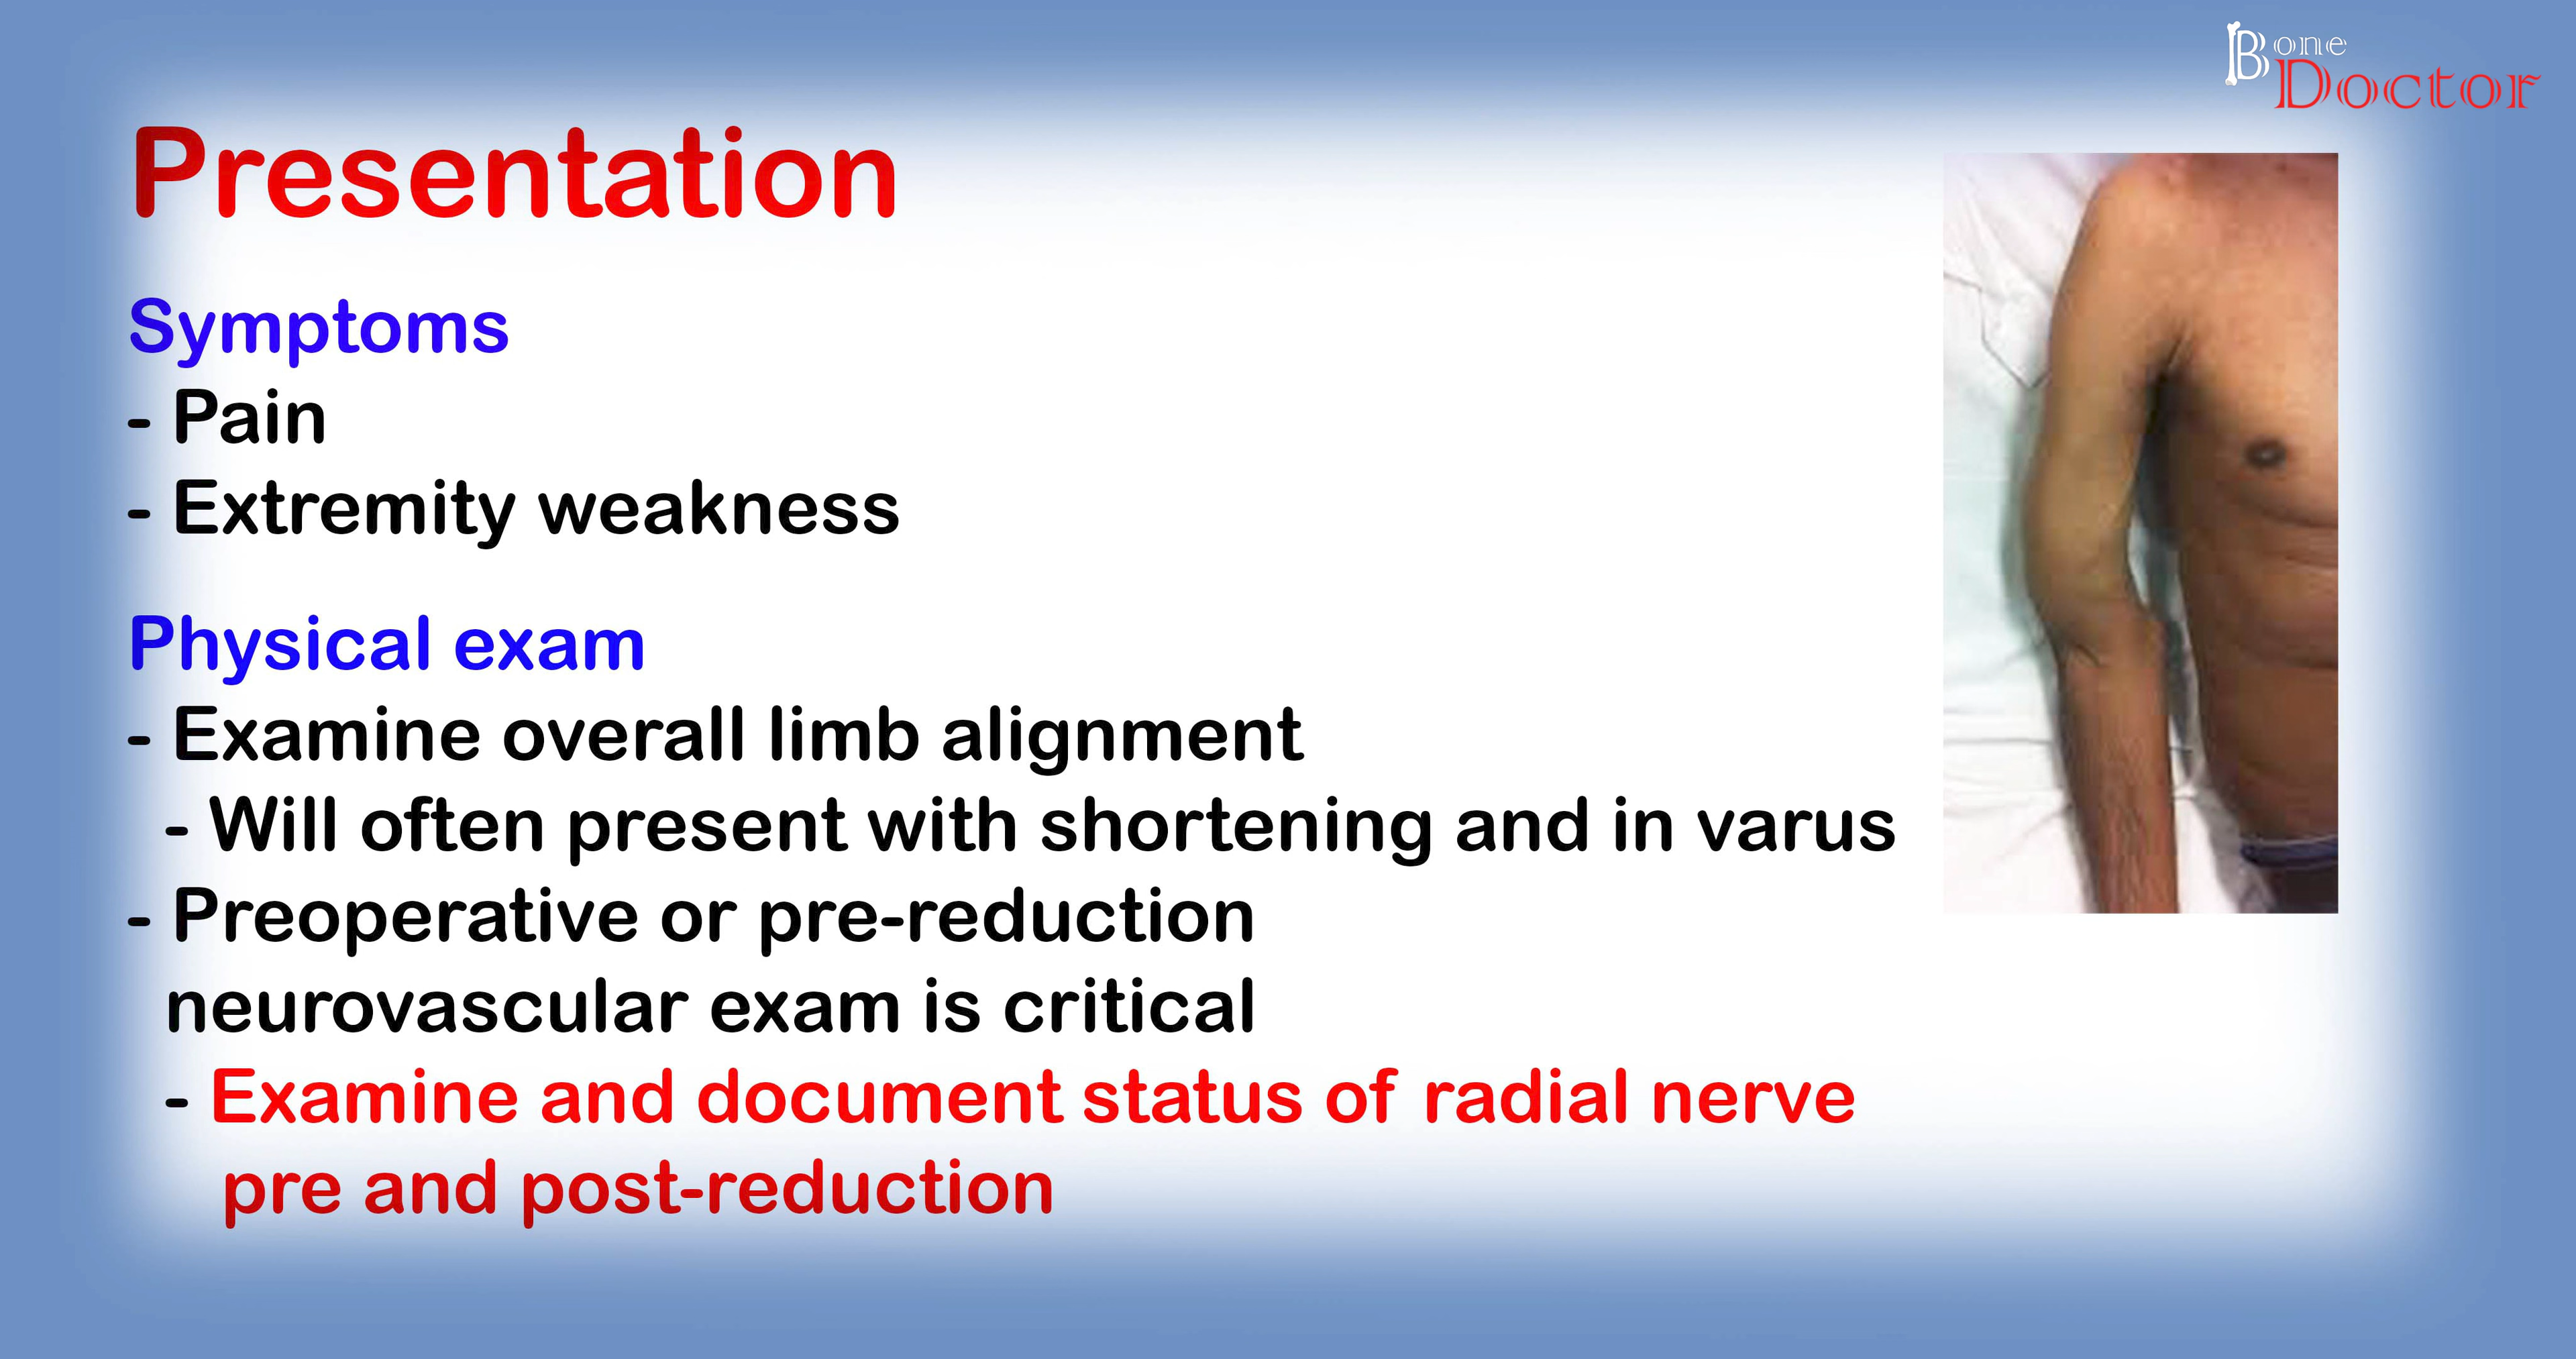 Bone
Doctor
Presentation
Symptoms
- Pain
- Extremity weakness
Physical exam
- Examine overall limb alignment
- Will often present with shortening and in varus
- Preoperative or pre-reduction
neurovascular exam is critical
- Examine and document status of radial nerve
pre and post-reduction